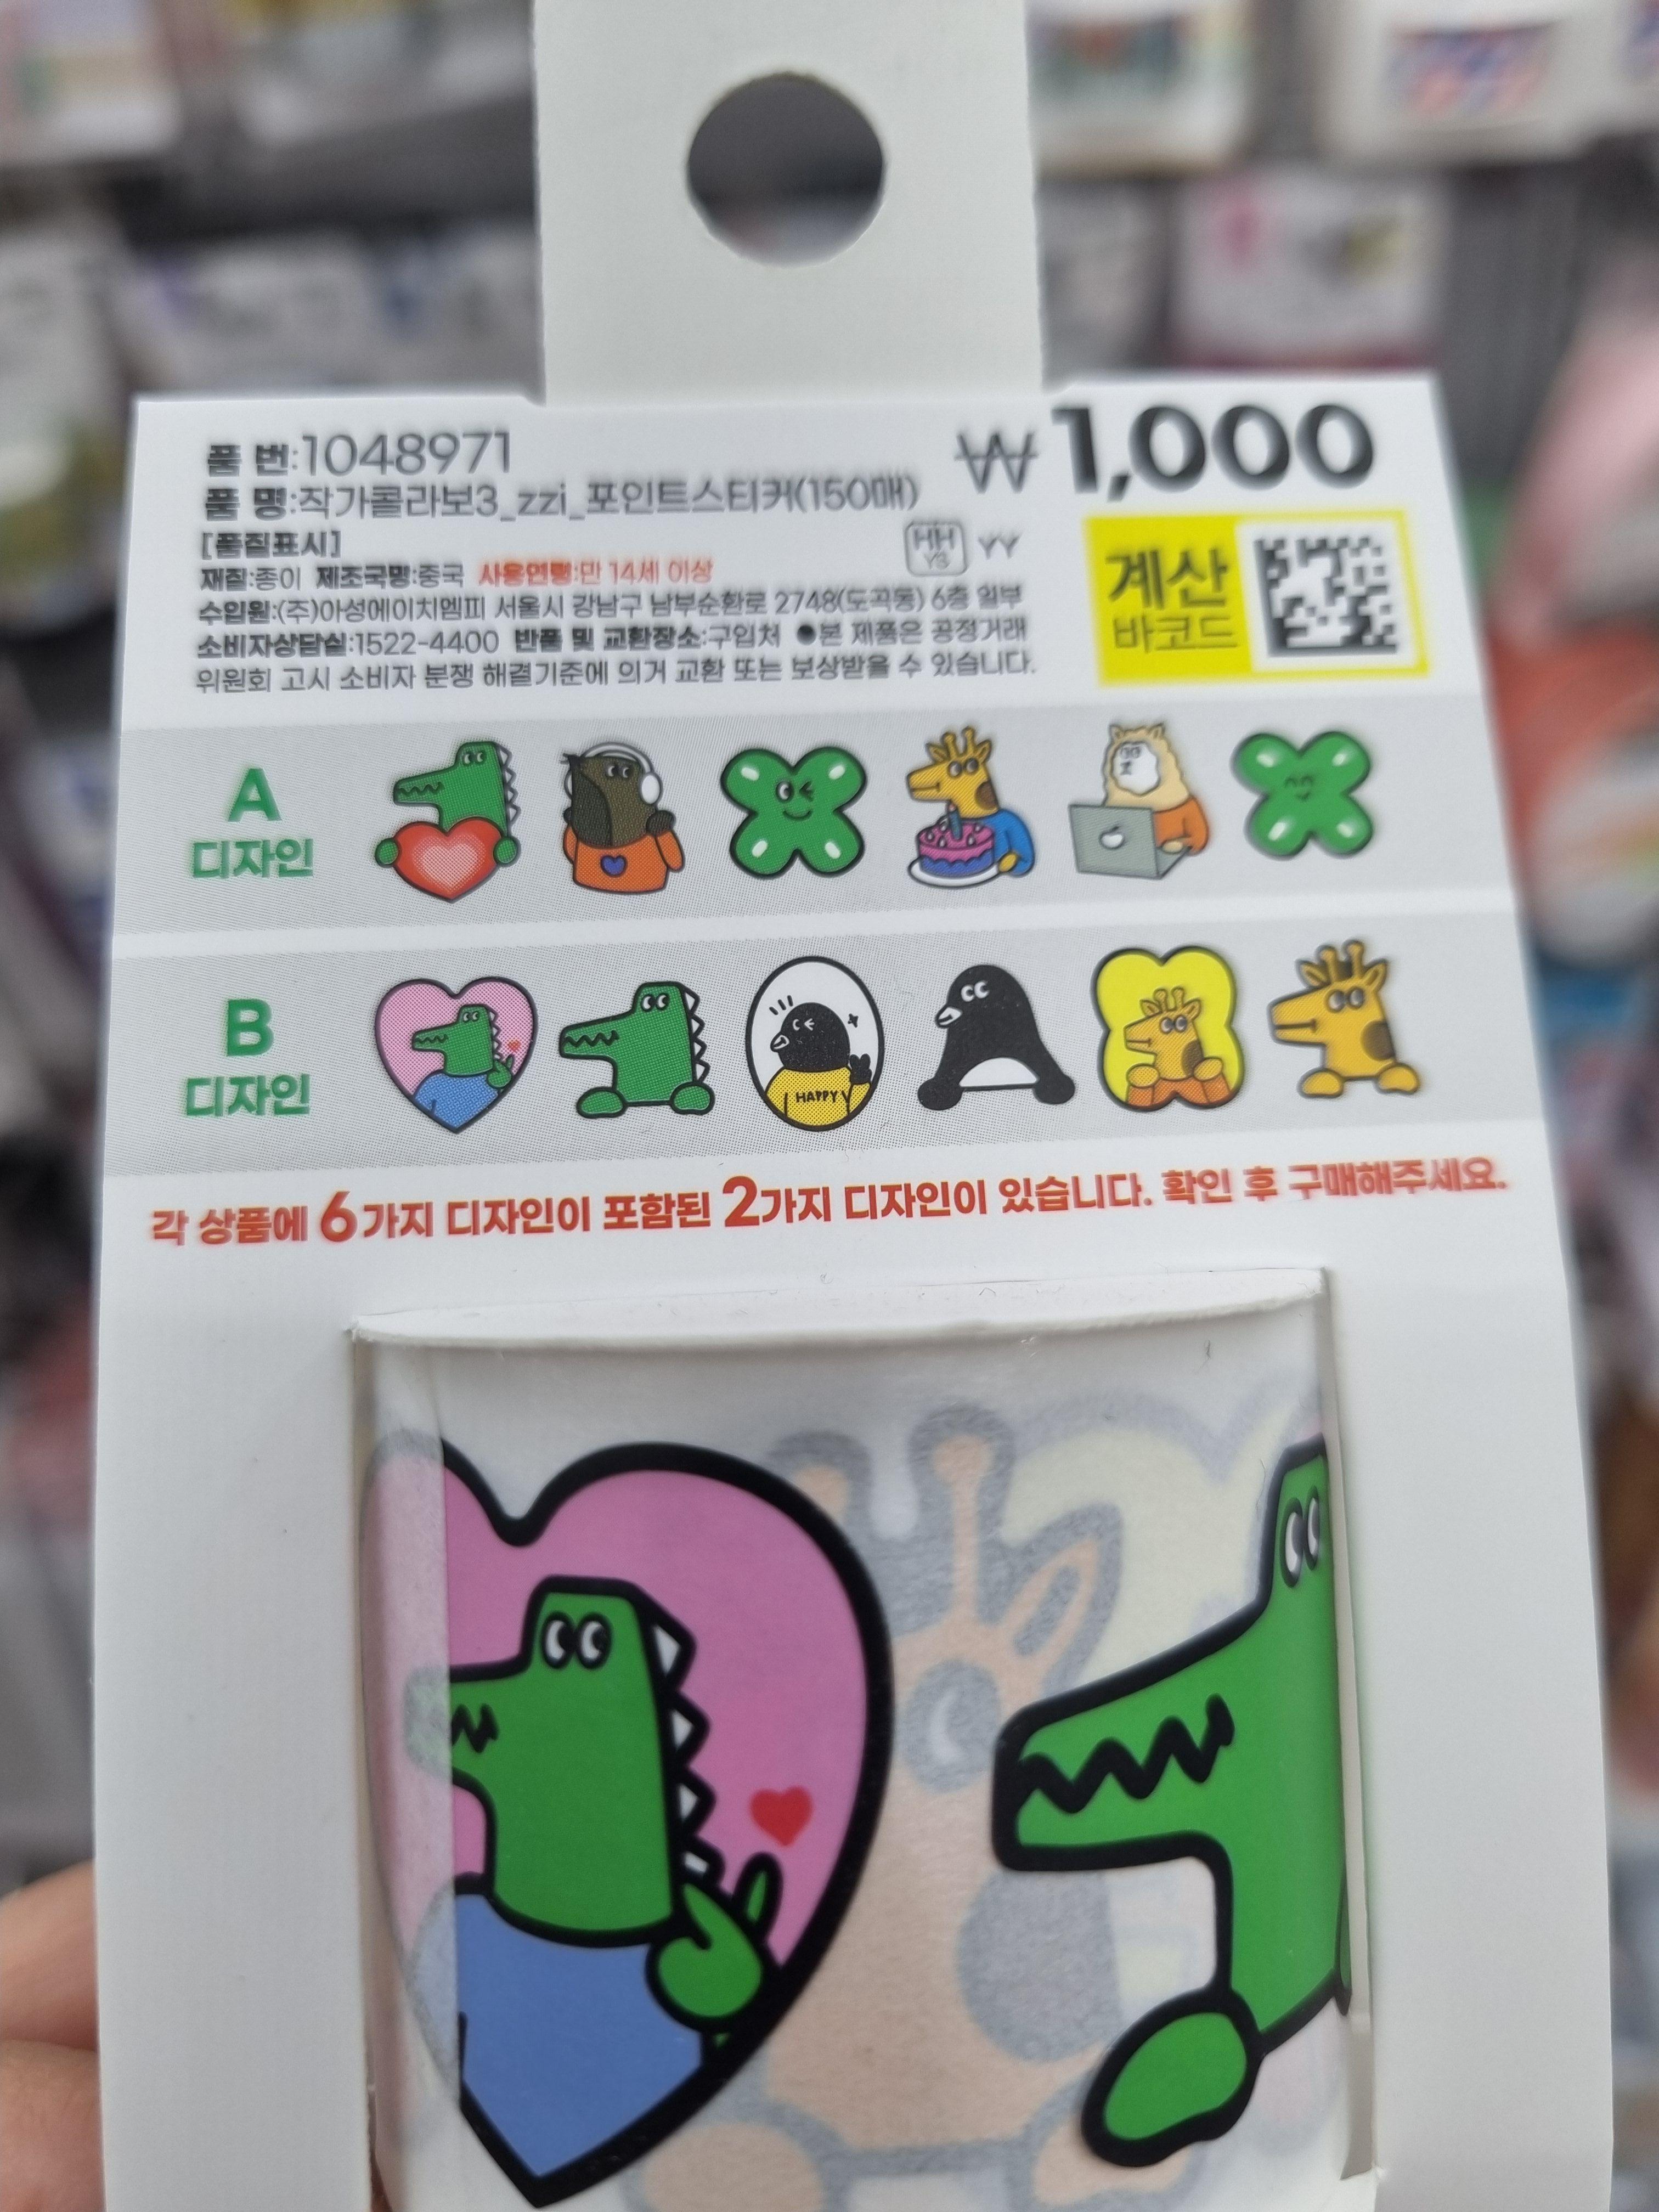 품 번:1048971
₩1,000
품 명:작가콜라보3_zzi_포인트스티커(150매)
[품질표시]
HH
Y3
YY
재질:종이 제조국명:중국 사용연령:만 14세 이상
수입원:(주)아성에이치엠피 서울시 강남구 남부순환로 2748(도곡동) 6층 일부
소비자상담실:1522-4400 반품 및 교환장소:구입처 ●본 제품은 공정거래
위원회 고시 소비자 분쟁 해결기준에 의거 교환 또는 보상받을 수 있습니다.
계산
바코드
A
디자인
B
디자인
HAPPY
각 상품에 6가지 디자인이 포함된 2가지 디자인이 있습니다. 확인 후 구매해주세요.